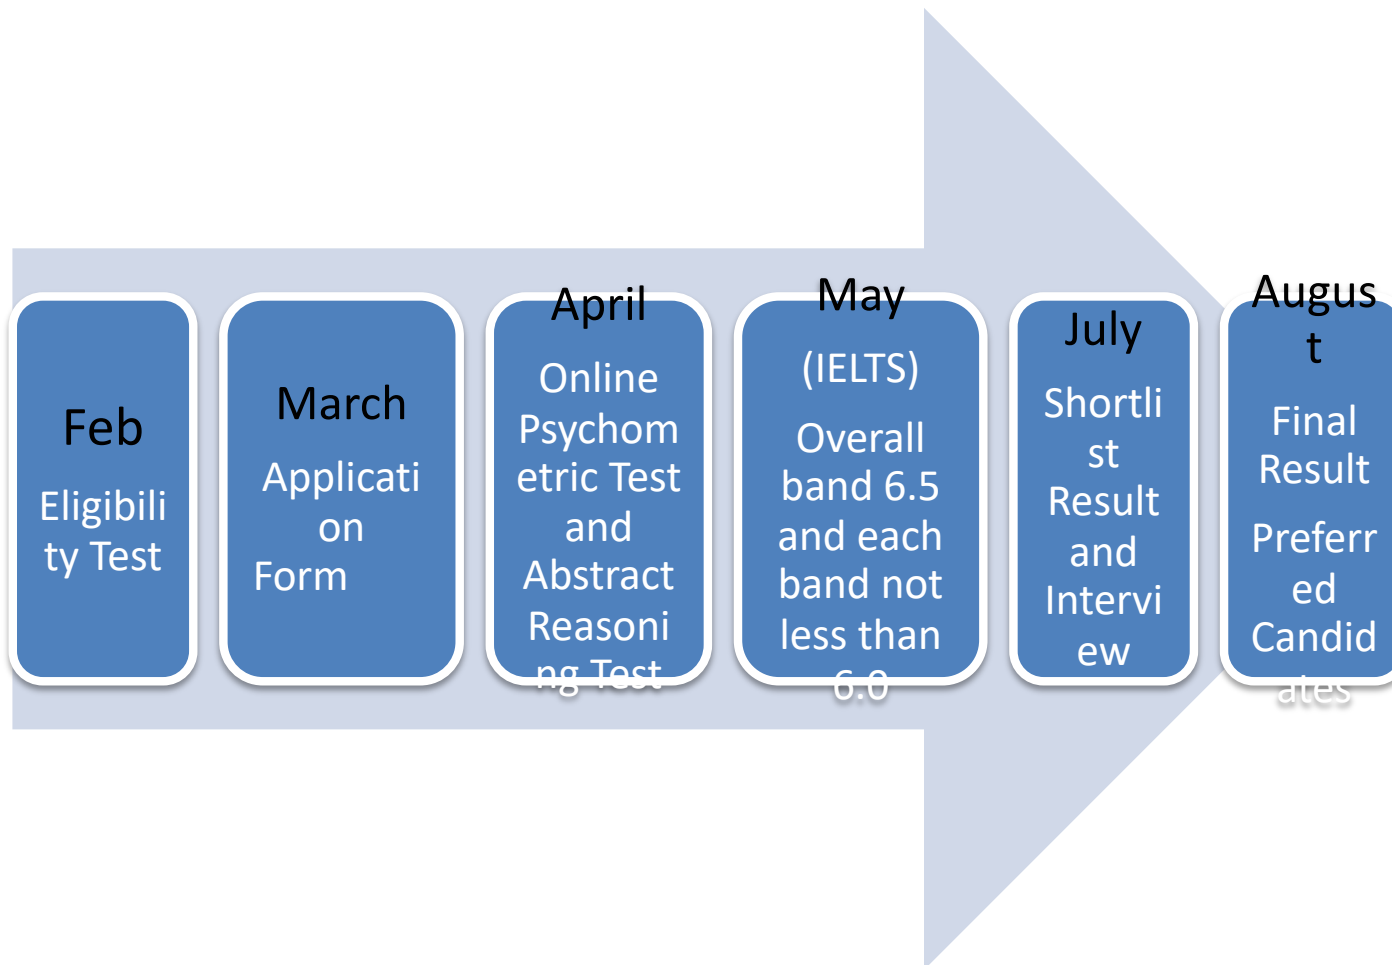 Feb
Eligibili
ty Test
March
Applicati
on
Form
April
Online
Psychom
etric Test
and
Abstract
Reasoni
ng Test
May
(IELTS)
Overall
band 6.5
and each
band not
less than
6.0
July
Shortli
st
Result
and
Intervi
ew
Augus
t
Final
Result
Preferr
ed
Candid
ates